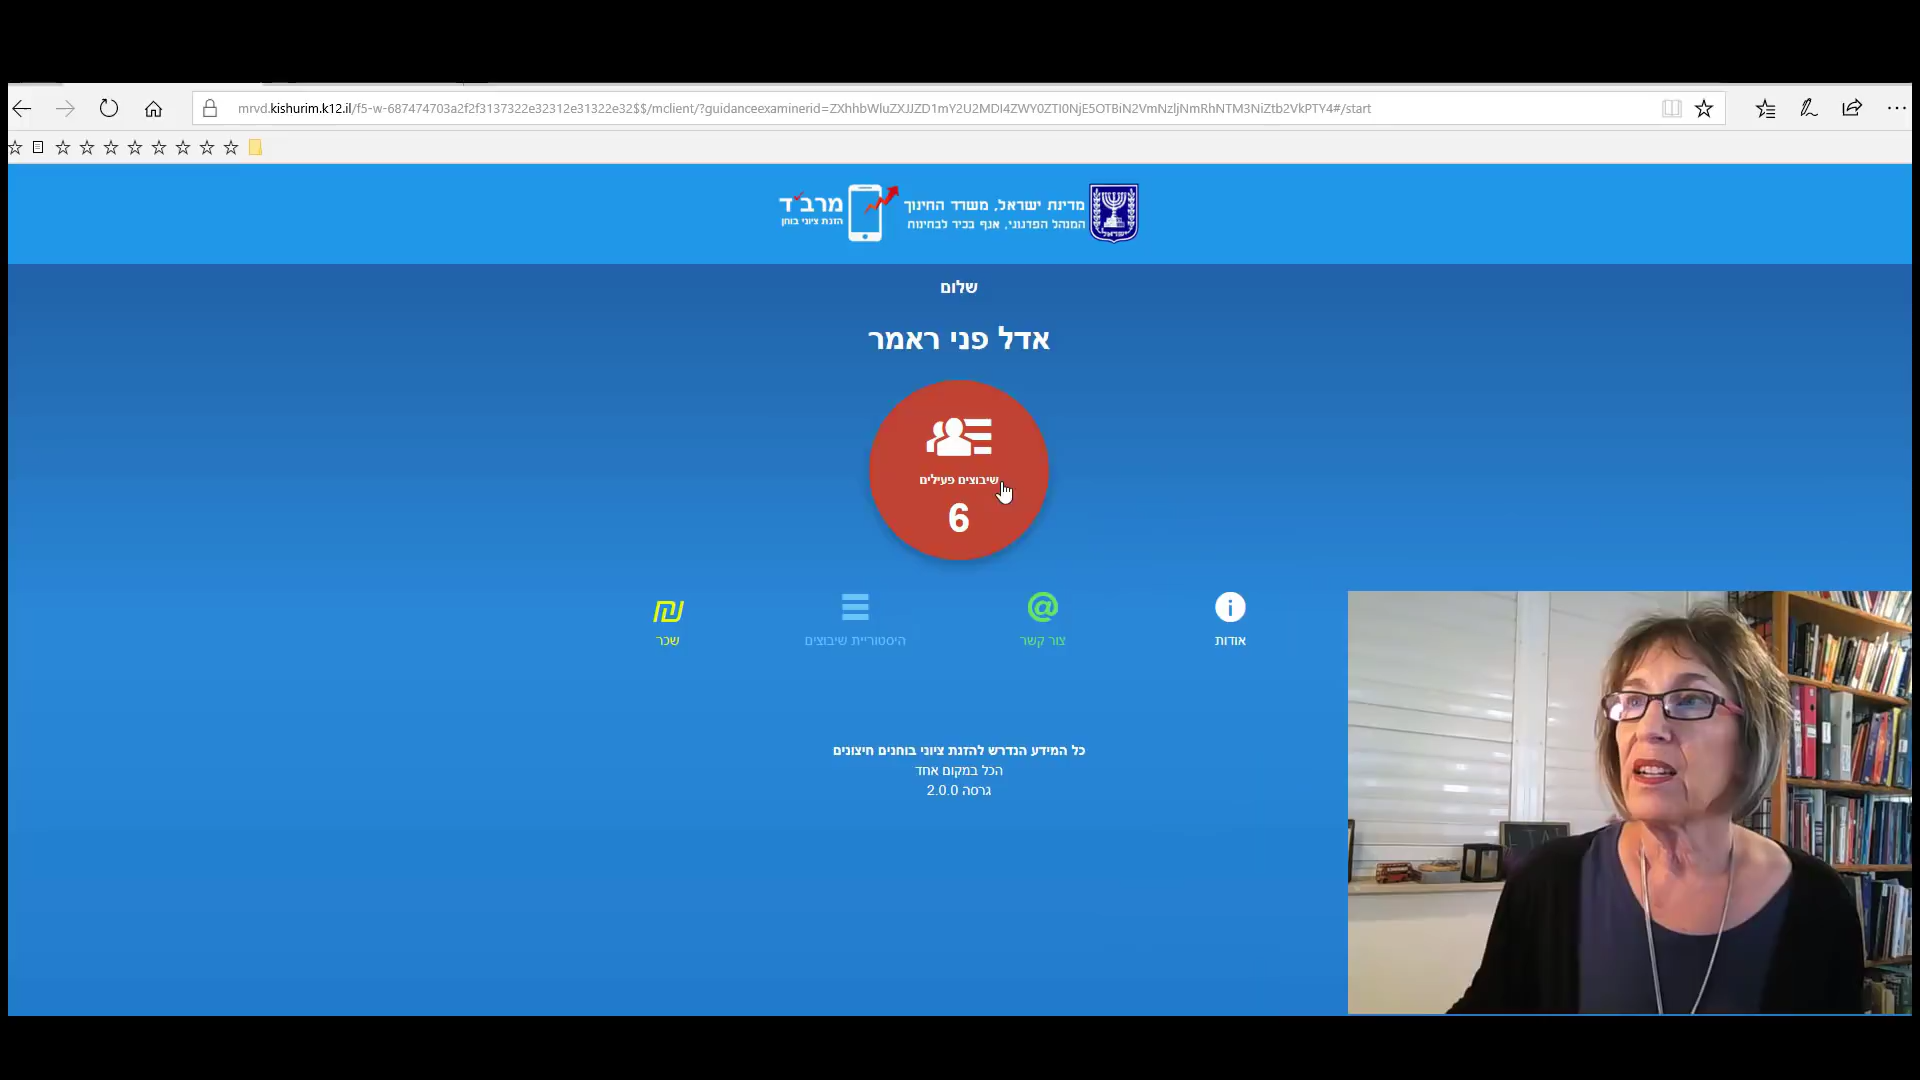 mrvd.kishurim.k12.il/f5-w-687474703a2f2f3137322e32312e31322e32$$/mclient/?guidanceexaminerid=ZXhhbWluZXJJZD1mY2U2MDI4ZWY0ZTI0NjE5OTBiN2VmNzljNmRhNTM3NiZtb2VkPTY4#/start
מדינת ישראל, משרד החינוך
המנהל הפדגוגי, אגף בכיר לבחינות
מרב"ד
הזנת ציוני בוחן
שלום
אדל פני ראמר
שיבוצים פעילים
6
אודות
צור קשר
היסטוריית שיבוצים
שכר
כל המידע הנדרש להזנת ציוני בוחנים חיצונים
הכל במקום אחד
גרסה 2.0.0